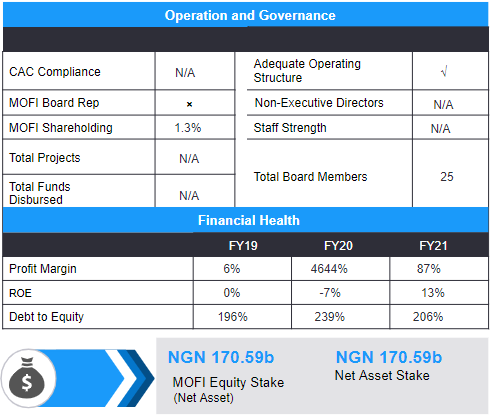 Operation and Governance
CAC Compliance N/A
Adequate Operating Structure √
MOFI Board Rep ×
Non-Executive Directors N/A
MOFI Shareholding 1.3%
Staff Strength N/A
Total Projects N/A
Total Board Members 25
Total Funds
Disbursed N/A
Financial Health
FY19 FY20 FY21
Profit Margin 6% 4644% 87%
ROE 0% -7% 13%
Debt to Equity 196% 239% 206%
$
NGN 170.59b
MOFI Equity Stake
(Net Asset)
NGN 170.59b
Net Asset Stake